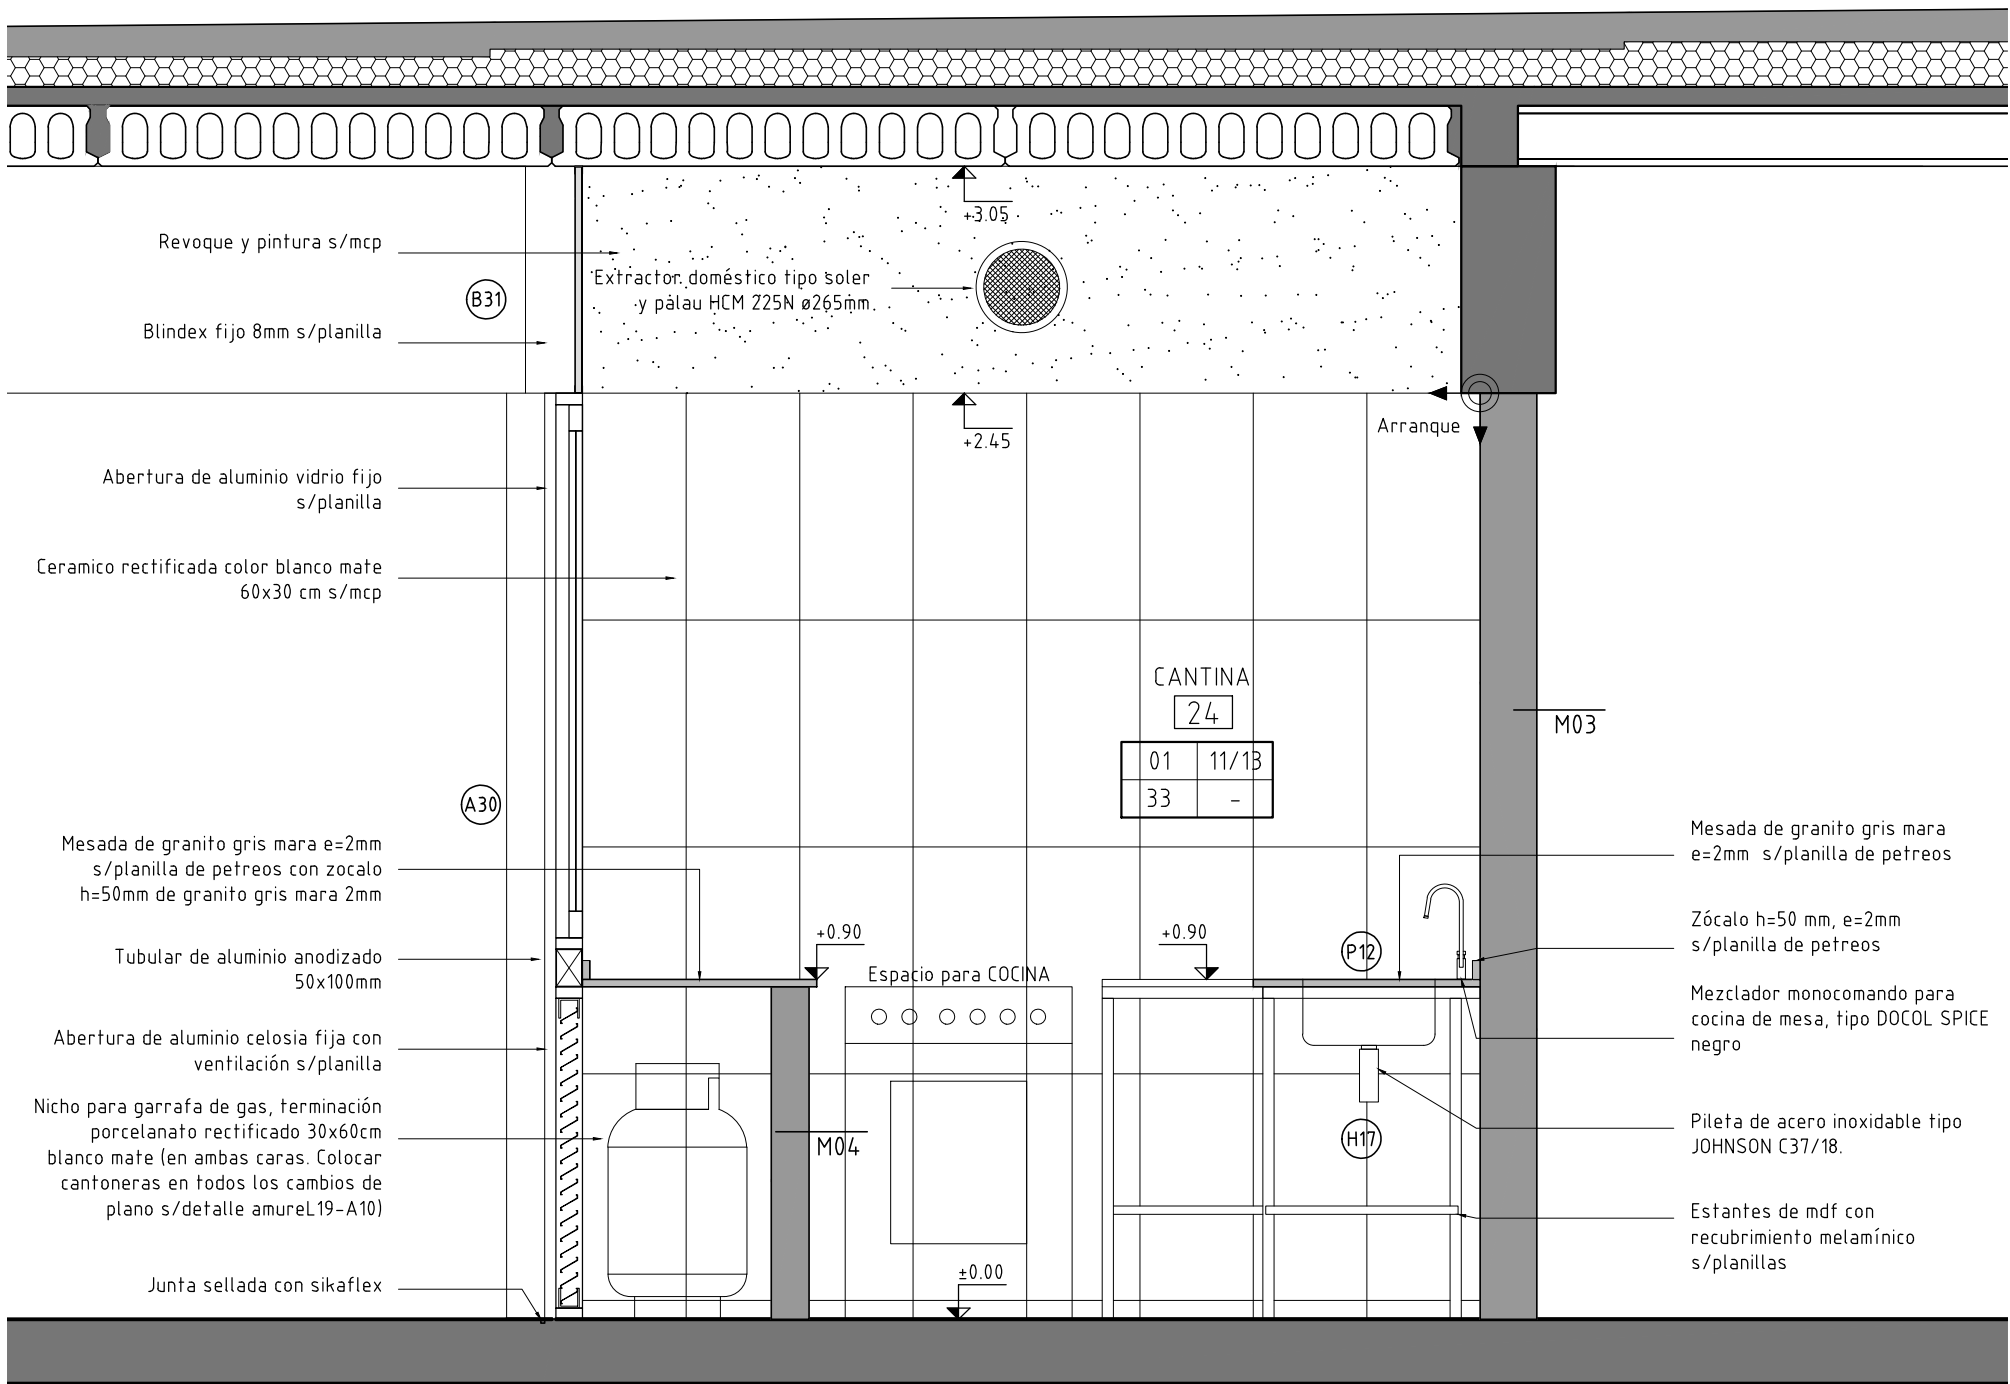 +3.05
Revoque y pintura s/mcp
Extractor doméstico tipo soler
y palau HCM 225N ø265mm
B31
Blindex fijo 8mm s/planilla
Arranque
+2.45
Abertura de aluminio vidrio fijo
s/planilla
Ceramico rectificada color blanco mate
60x30 cm s/mcp
CANTINA
24
01 11/13
33 -
M03
A30
Mesada de granito gris mara e=2mm
s/planilla de petreos con zocalo
h=50mm de granito gris mara 2mm
Mesada de granito gris mara
e=2mm s/planilla de petreos
+0.90
+0.90
P12
Zócalo h=50 mm, e=2mm
s/planilla de petreos
Tubular de aluminio anodizado
50x100mm
Espacio para COCINA
Mezclador monocomando para
cocina de mesa, tipo DOCOL SPICE
negro
Abertura de aluminio celosia fija con
ventilación s/planilla
Nicho para garrafa de gas, terminación
porcelanato rectificado 30x60cm
blanco mate (en ambas caras. Colocar
cantoneras en todos los cambios de
plano s/detalle amureL19-A10)
M04
H17
Pileta de acero inoxidable tipo
JOHNSON C37/18.
Estantes de mdf con
recubrimiento melamínico
s/planillas
Junta sellada con sikaflex
±0.00